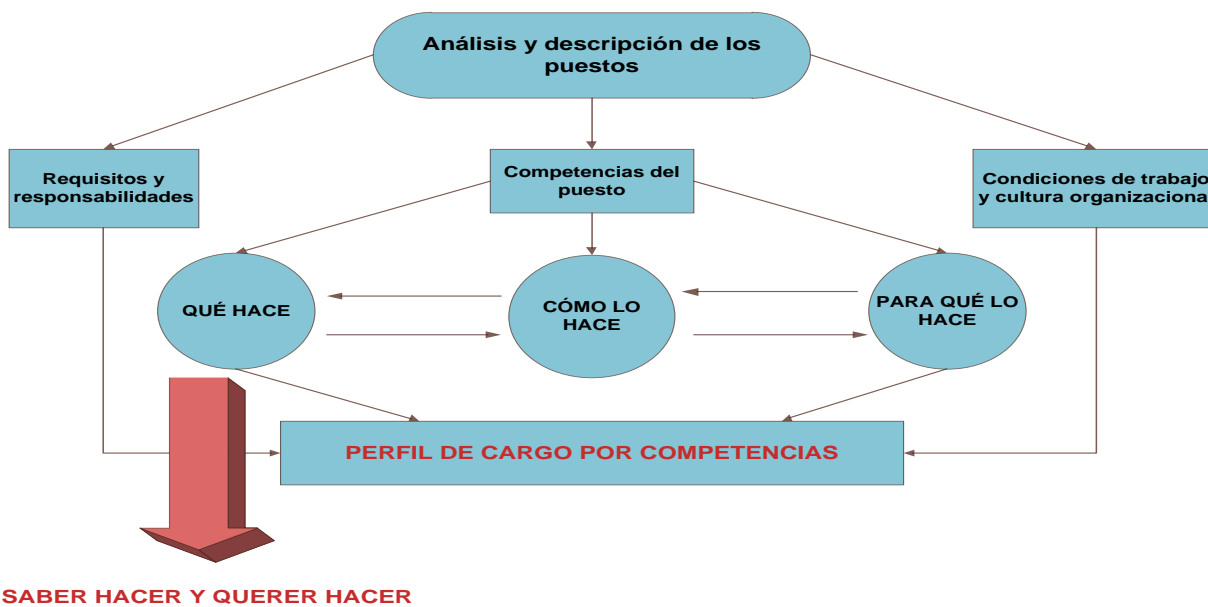 Análisis y descripción de los
puestos
Requisitos y
responsabilidades
Competencias del
puesto
Condiciones de trabajo
y cultura organizaciona
QUÉ HACE
CÓMO LO
HACE
PARA QUÉ LO
HACE
PERFIL DE CARGO POR COMPETENCIAS
SABER HACER Y QUERER HACER